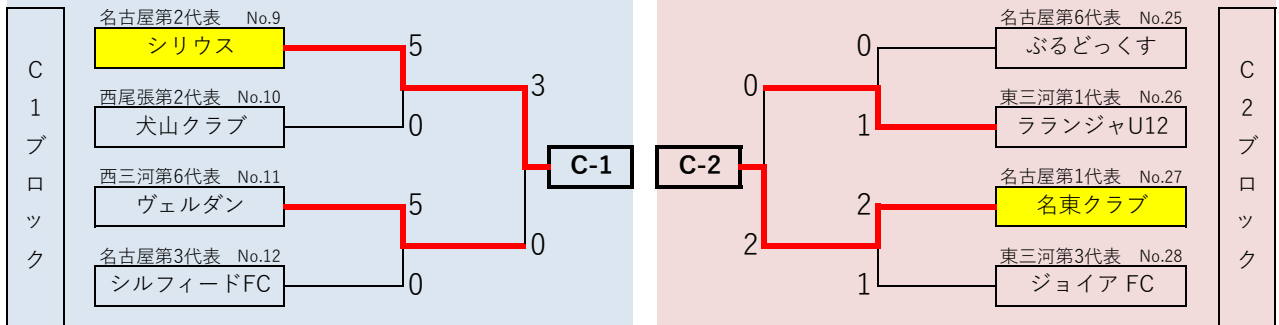 C1ブロック
名古屋第2代表 No.9
シリウス
5
西尾張第2代表 No.10
犬山クラブ
0
3
西三河第6代表 No.11
ヴェルダン
5
名古屋第3代表 No.12
シルフィードFC
0
0
C-1
C-2
0
2
名古屋第6代表 No.25
ぶるどっくす
0
東三河第1代表 No.26
ラランジャU12
1
名古屋第1代表 No.27
名東クラブ
2
東三河第3代表 No.28
ジョイア FC
1
C2ブロック